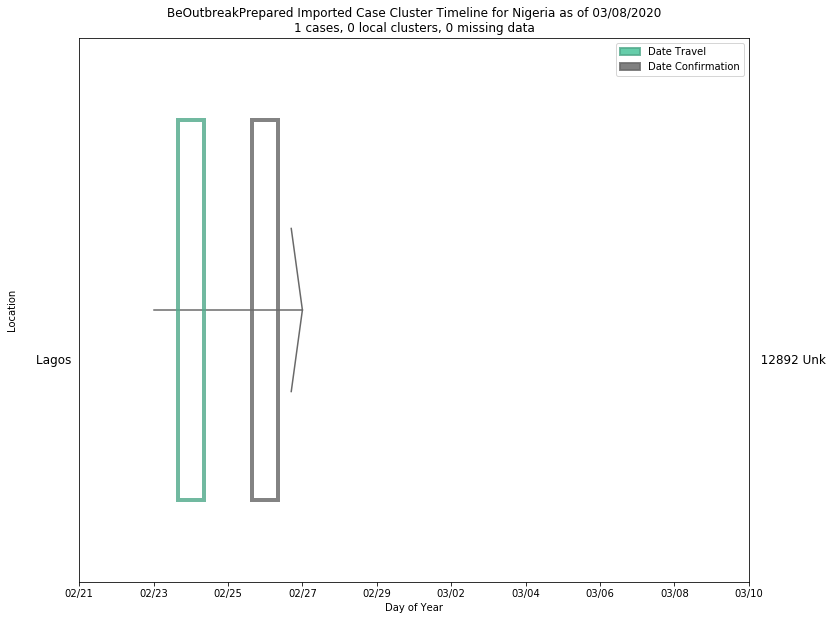 BeOutbreakPrepared Imported Case Cluster Timeline for Nigeria as of 03/08/2020
1 cases, 0 local clusters, 0 missing data
Date Travel
Date Confirmation
Location
Lagos
12892 Unk
02/21 02/23 02/25 02/27 02/29 03/02 03/04 03/06 03/08 03/10
Day of Year